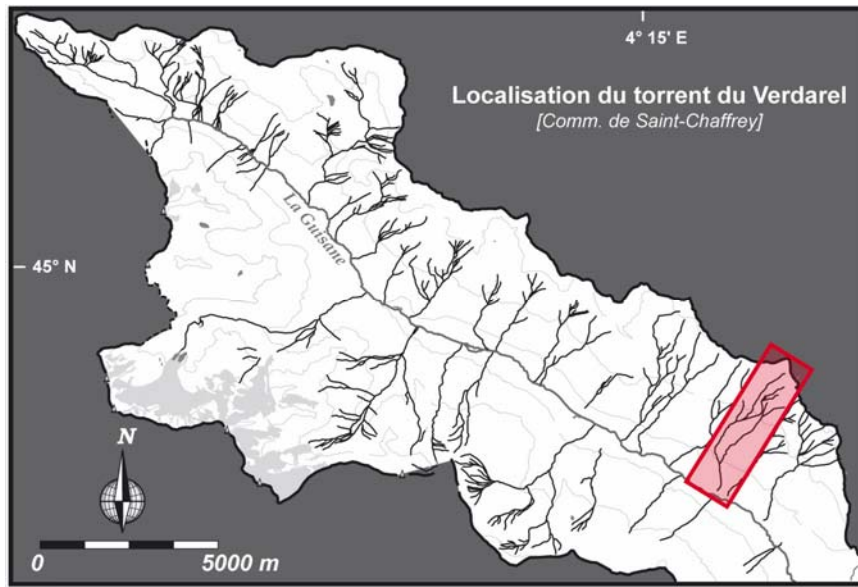 4° 15' E
Localisation du torrent du Verdarel
[Comm. de Saint-Chaffrey]
La Guisane
45° N
N
0 5000 m